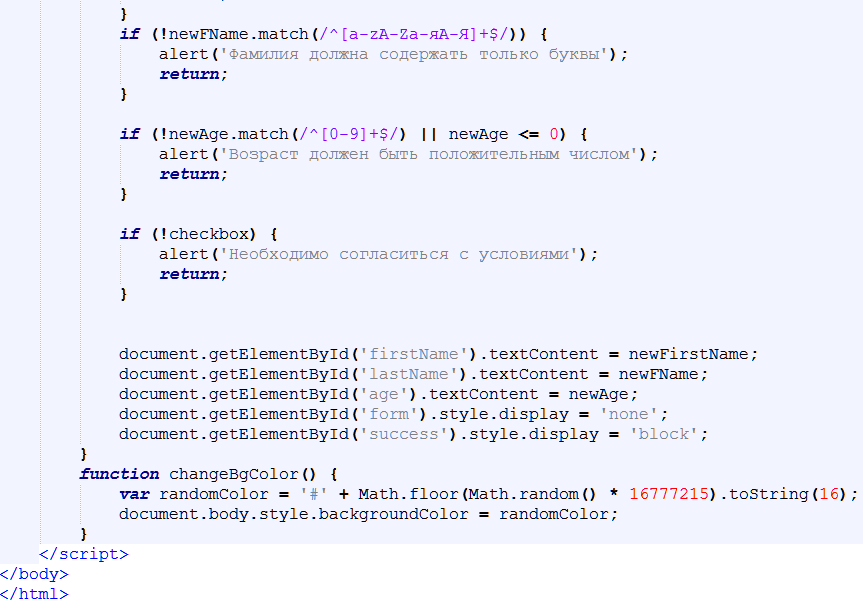 }
if (!newFName.match(/^[a-zA-Zа-яА-Я]+$/)) {
alert('Фамилия должна содержать только буквы');
return;
}
if (!newAge.match(/^[0-9]+$/) || newAge <= 0) {
alert('Возраст должен быть положительным числом');
return;
}
if (!checkbox) {
alert('Необходимо согласиться с условиями');
return;
}
document.getElementById('firstName').textContent = newFirstName;
document.getElementById('lastName').textContent = newFName;
document.getElementById('age').textContent = newAge;
document.getElementById('form').style.display = 'none';
document.getElementById('success').style.display = 'block';
}
function changeBgColor() {
var randomColor = '#' + Math.floor(Math.random() * 16777215).toString(16);
document.body.style.backgroundColor = randomColor;
}
</script>
</body>
</html>